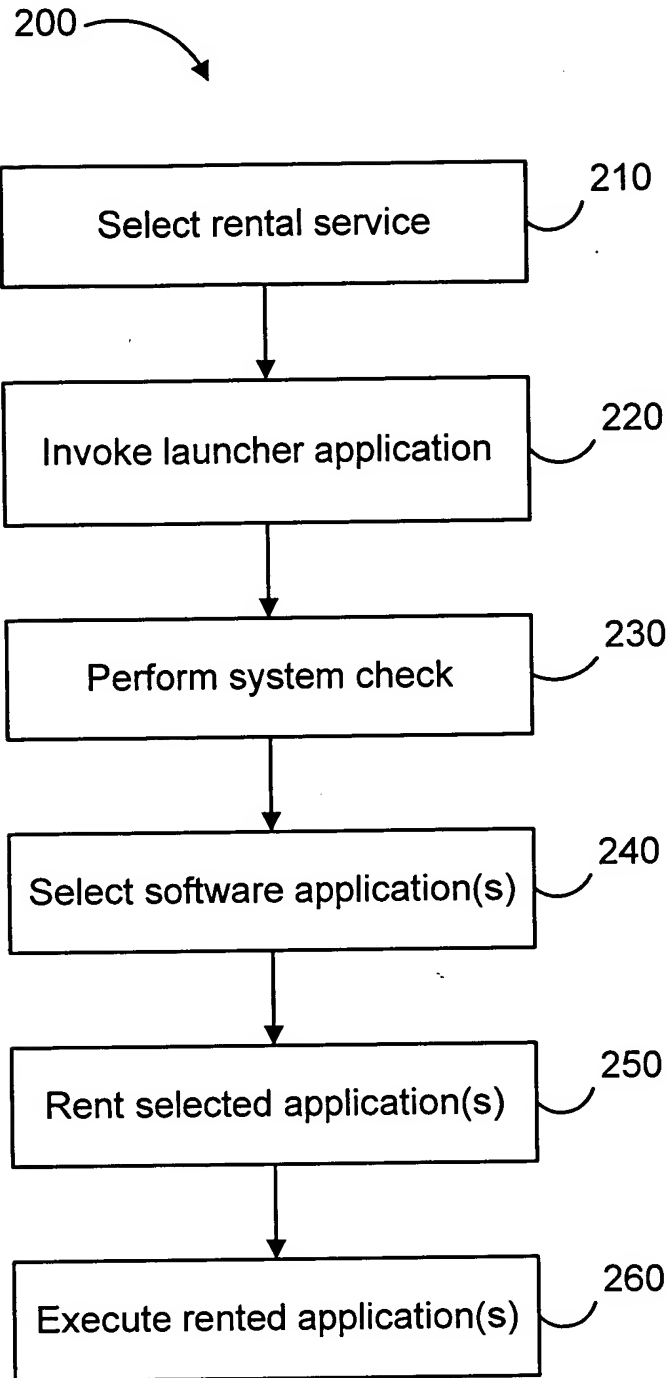 200
210
Select rental service
220
Invoke launcher application
230
Perform system check
240
Select software application(s)
250
Rent selected application(s)
260
Execute rented application(s)